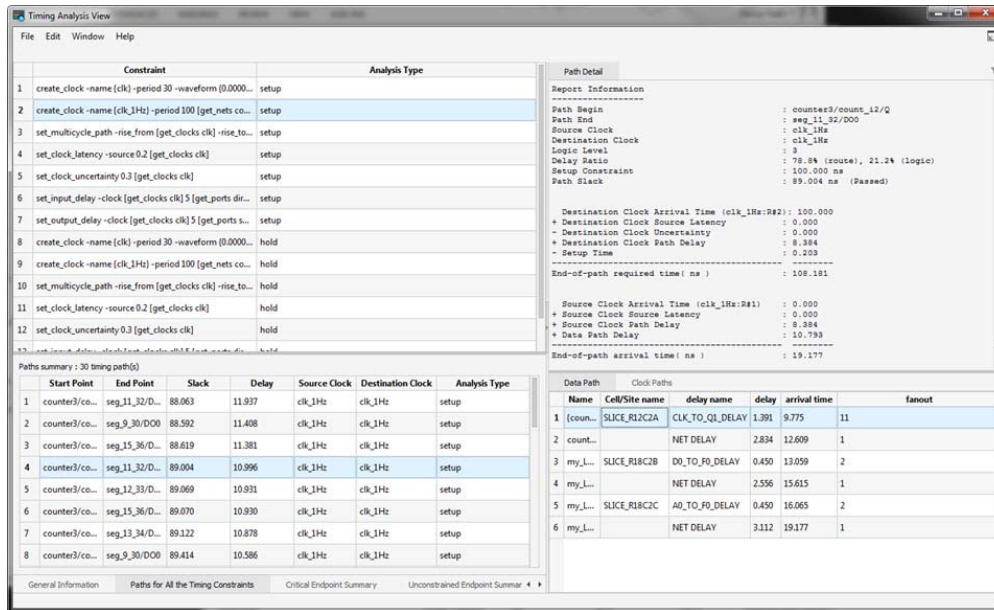 Timing Analysis View
File Edit Window Help
Constraint Analysis Type
1 create_clock -name {clk} -period 30 -waveform {0.0000... setup
2 create_clock -name {clk_1Hz} -period 100 [get_nets co... setup
3 set_multicycle_path -rise_from [get_clocks clk] -rise_to... setup
4 set_clock_latency -source 0.2 [get_clocks clk] setup
5 set_clock_uncertainty 0.3 [get_clocks clk] setup
6 set_input_delay -clock [get_clocks clk] 5 [get_ports dir... setup
7 set_output_delay -clock [get_clocks clk] 5 [get_ports s... setup
8 create_clock -name {clk} -period 30 -waveform {0.0000... hold
9 create_clock -name {clk_1Hz} -period 100 [get_nets co... hold
10 set_multicycle_path -rise_from [get_clocks clk] -rise_to... hold
11 set_clock_latency -source 0.2 [get_clocks clk] hold
12 set_clock_uncertainty 0.3 [get_clocks clk] hold
Paths summary : 30 timing path(s)
Start Point End Point Slack Delay Source Clock Destination Clock Analysis Type
1 counter3/co... seg_11_32/D... 88.063 11.937 clk_1Hz clk_1Hz setup
2 counter3/co... seg_9_30/DO0 88.592 11.408 clk_1Hz clk_1Hz setup
3 counter3/co... seg_15_36/D... 88.619 11.381 clk_1Hz clk_1Hz setup
4 counter3/co... seg_11_32/D... 89.004 10.996 clk_1Hz clk_1Hz setup
5 counter3/co... seg_12_33/D... 89.069 10.931 clk_1Hz clk_1Hz setup
6 counter3/co... seg_15_36/D... 89.070 10.930 clk_1Hz clk_1Hz setup
7 counter3/co... seg_13_34/D... 89.122 10.878 clk_1Hz clk_1Hz setup
8 counter3/co... seg_9_30/DO0 89.414 10.586 clk_1Hz clk_1Hz setup
General Information Paths for All the Timing Constraints Critical Endpoint Summary Unconstrained Endpoint Summar
Path Detail
Report Information
------------------
Path Begin : counter3/count_i2/Q
Path End : seg_11_32/DO0
Source Clock : clk_1Hz
Destination Clock : clk_1Hz
Logic Level : 3
Delay Ratio : 78.8% (route), 21.2% (logic)
Setup Constraint : 100.000 ns
Path Slack : 89.004 ns (Passed)
Destination Clock Arrival Time (clk_1Hz:R#2): 100.000
+ Destination Clock Source Latency : 0.000
- Destination Clock Uncertainty : 0.000
+ Destination Clock Path Delay : 8.384
- Setup Time : 0.203
End-of-path required time( ns ) : 108.181
Source Clock Arrival Time (clk_1Hz:R#1) : 0.000
+ Source Clock Source Latency : 0.000
+ Source Clock Path Delay : 8.384
+ Data Path Delay : 10.793
End-of-path arrival time( ns ) : 19.177
Data Path Clock Paths
Name Cell/Site name delay name delay arrival time fanout
1 {coun... SLICE_R12C2A CLK_TO_Q1_DELAY 1.391 9.775 11
2 count... NET DELAY 2.834 12.609 1
3 my_L... SLICE_R18C2B D0_TO_F0_DELAY 0.450 13.059 2
4 my_L... NET DELAY 2.556 15.615 1
5 my_L... SLICE_R18C2C A0_TO_F0_DELAY 0.450 16.065 2
6 my_L... NET DELAY 3.112 19.177 1